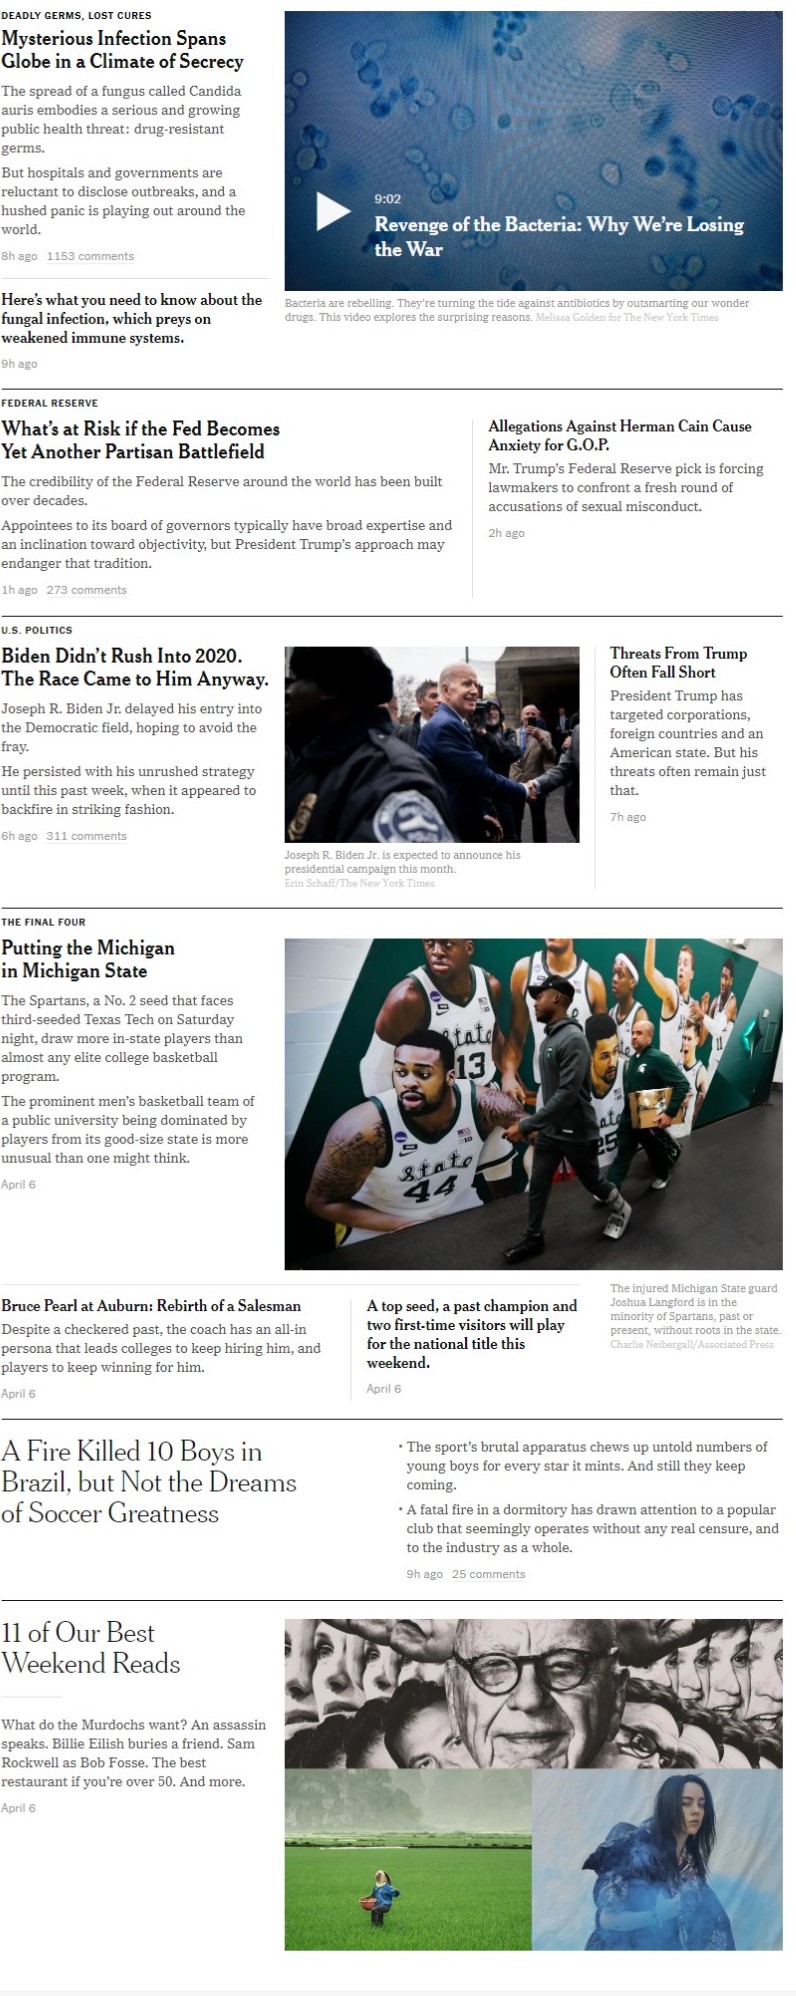 DEADLY GERMS, LOST CURES
Mysterious Infection Spans
Globe in a Climate of Secrecy
The spread of a fungus called Candida
auris embodies a serious and growing
public health threat: drug-resistant
germs.
But hospitals and governments are
reluctant to disclose outbreaks, and a
hushed panic is playing out around the
world.
8h ago 1153 comments
Here's what you need to know about the
fungal infection, which preys on
weakened immune systems.
9h ago
9:02
Revenge of the Bacteria: Why We're Losing
the War
Bacteria are rebelling. They're turning the tide against antibiotics by outsmarting our wonder
drugs. This video explores the surprising reasons. Melissa Golden for The New York Times
FEDERAL RESERVE
What's at Risk if the Fed Becomes
Yet Another Partisan Battlefield
The credibility of the Federal Reserve around the world has been built
over decades.
Appointees to its board of governors typically have broad expertise and
an inclination toward objectivity, but President Trump's approach may
endanger that tradition.
1h ago 273 comments
Allegations Against Herman Cain Cause
Anxiety for G.O.P.
Mr. Trump's Federal Reserve pick is forcing
lawmakers to confront a fresh round of
accusations of sexual misconduct.
2h ago
U.S. POLITICS
Biden Didn't Rush Into 2020.
The Race Came to Him Anyway.
Joseph R. Biden Jr. delayed his entry into
the Democratic field, hoping to avoid the
fray.
He persisted with his unrushed strategy
until this past week, when it appeared to
backfire in striking fashion.
6h ago 311 comments
Joseph R. Biden Jr. is expected to announce his
presidential campaign this month.
Erin Schaff/The New York Times
Threats From Trump
Often Fall Short
President Trump has
targeted corporations,
foreign countries and an
American state. But his
threats often remain just
that.
7h ago
THE FINAL FOUR
Putting the Michigan
in Michigan State
The Spartans, a No. 2 seed that faces
third-seeded Texas Tech on Saturday
night, draw more in-state players than
almost any elite college basketball
program.
The prominent men's basketball team of
a public university being dominated by
players from its good-size state is more
unusual than one might think.
April 6
State
13
State
44
25
11
The injured Michigan State guard
Joshua Langford is in the
minority of Spartans, past or
present, without roots in the state.
Charlie Neibergall/Associated Press
Bruce Pearl at Auburn: Rebirth of a Salesman
Despite a checkered past, the coach has an all-in
persona that leads colleges to keep hiring him, and
players to keep winning for him.
April 6
A top seed, a past champion and
two first-time visitors will play
for the national title this
weekend.
April 6
A Fire Killed 10 Boys in
Brazil, but Not the Dreams
of Soccer Greatness
• The sport's brutal apparatus chews up untold numbers of
young boys for every star it mints. And still they keep
coming.
• A fatal fire in a dormitory has drawn attention to a popular
club that seemingly operates without any real censure, and
to the industry as a whole.
9h ago 25 comments
11 of Our Best
Weekend Reads
What do the Murdochs want? An assassin
speaks. Billie Eilish buries a friend. Sam
Rockwell as Bob Fosse. The best
restaurant if you're over 50. And more.
April 6